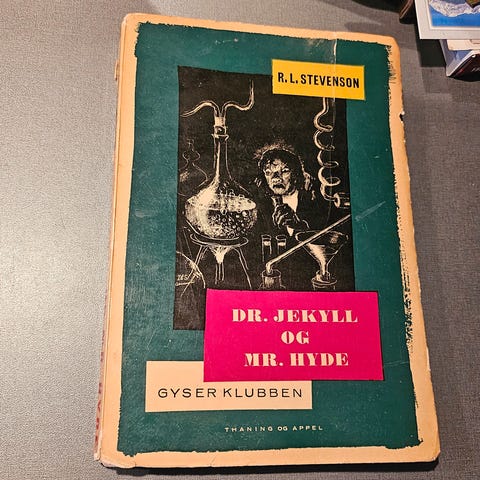 R. L. STEVENSON
DR. JEKYLL
OG
MR. HYDE
GYSER KLUBBEN
THANING OG APPEL